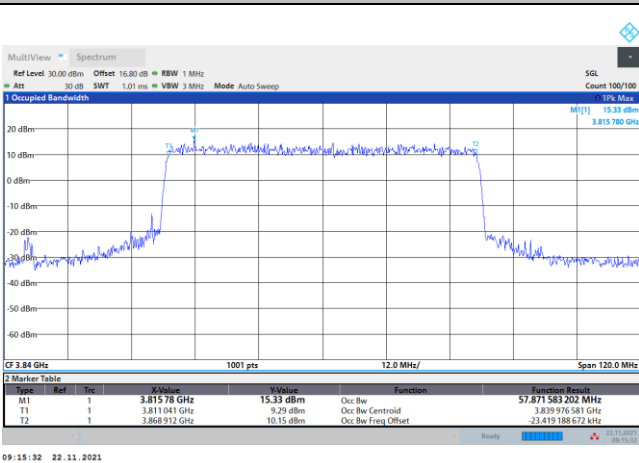 MultiView Spectrum
Ref Level 30.00 dBm Offset 16.80 dB RBW 1 MHz SGL
Att 30 dB SWT 1.01 ms VBW 3 MHz Mode Auto Sweep Count 100/100
1 Occupied Bandwidth 1Pk Max
M1[1] 15.33 dBm
3.815 780 GHz
M1
20 dBm
T1 T2
10 dBm
0 dBm
-10 dBm
-20 dBm
-30 dBm
-40 dBm
-50 dBm
-60 dBm
CF 3.84 GHz 1001 pts 12.0 MHz/ Span 120.0 MHz
2 Marker Table
Type Ref Trc X-Value Y-Value Function Function Result
M1 1 3.815 78 GHz 15.33 dBm Occ Bw 57.871 583 202 MHz
T1 1 3.811 041 GHz 9.29 dBm Occ Bw Centroid 3.839 976 581 GHz
T2 1 3.868 912 GHz 10.15 dBm Occ Bw Freq Offset -23.419 188 672 kHz
Ready 22.11.2021
09:15:32
09:15:32 22.11.2021